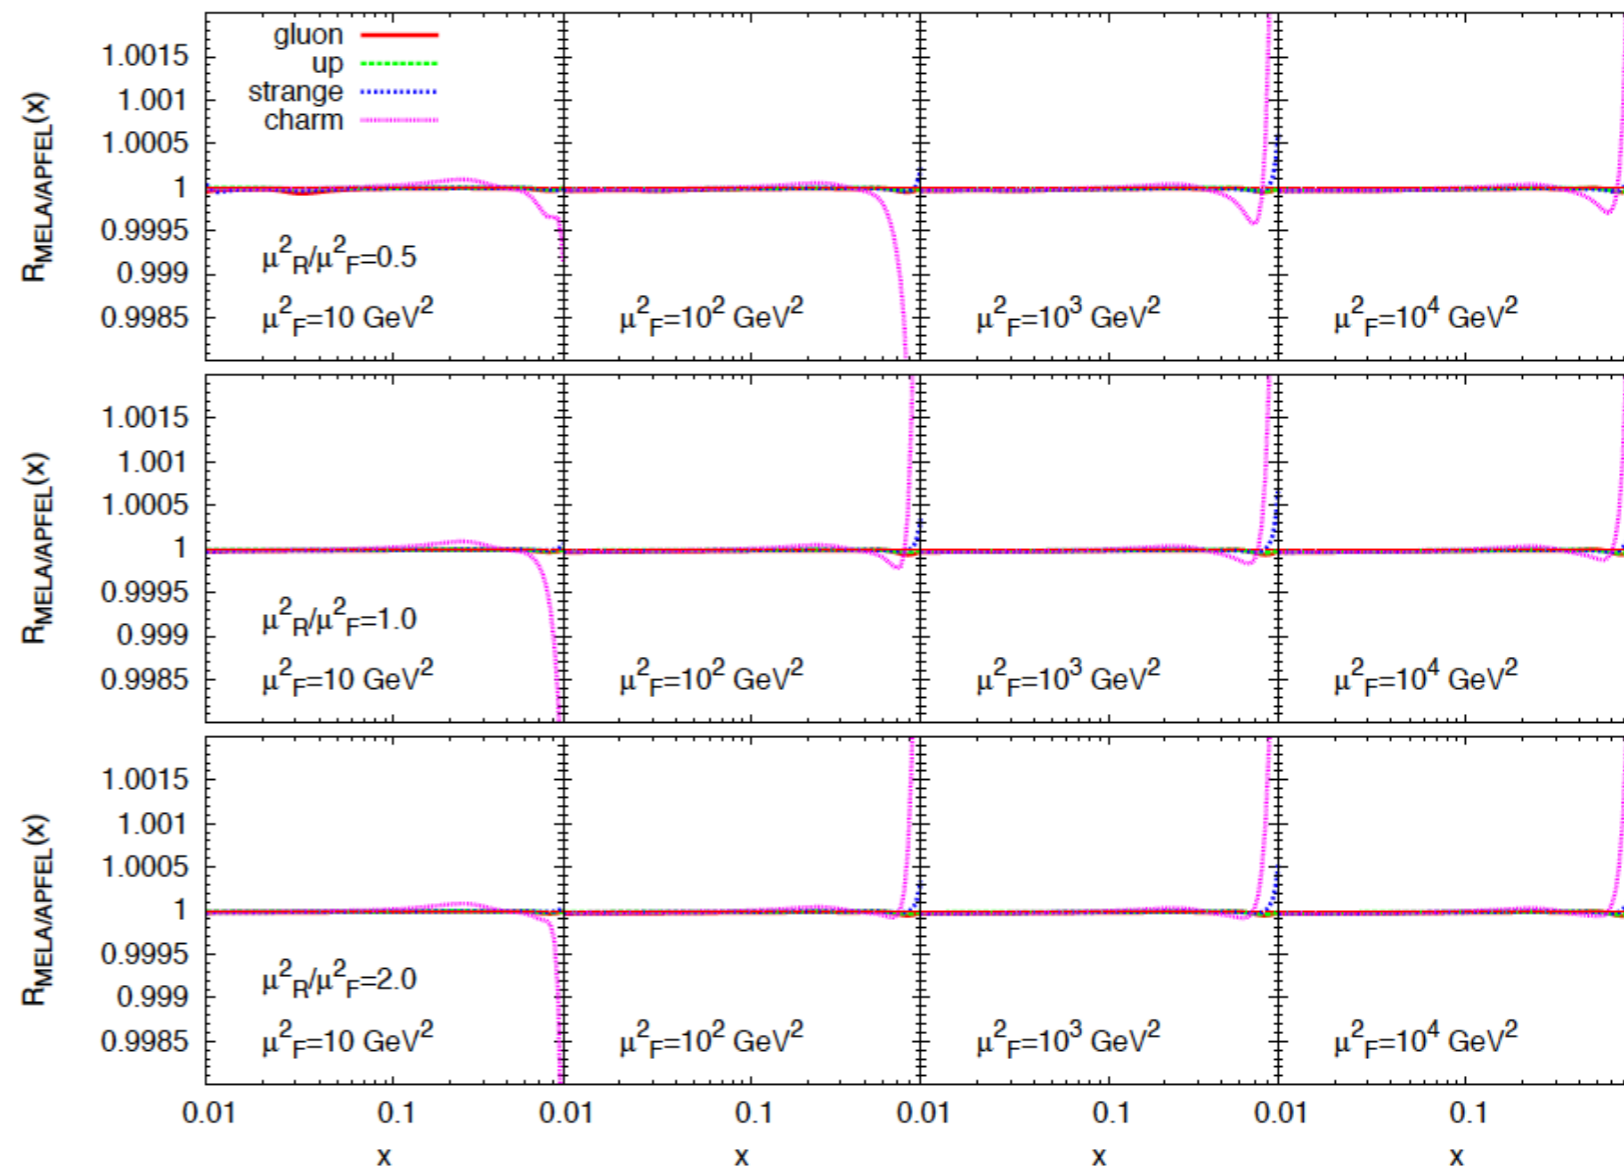 gluon
up
strange
charm
R_MELA/APFEL(x)
1.0015
1.001
1.0005
1
0.9995
0.999
0.9985
μ²_R/μ²_F=0.5
μ²_F=10 GeV²
μ²_F=10² GeV²
μ²_F=10³ GeV²
μ²_F=10⁴ GeV²
R_MELA/APFEL(x)
1.0015
1.001
1.0005
1
0.9995
0.999
0.9985
μ²_R/μ²_F=1.0
μ²_F=10 GeV²
μ²_F=10² GeV²
μ²_F=10³ GeV²
μ²_F=10⁴ GeV²
R_MELA/APFEL(x)
1.0015
1.001
1.0005
1
0.9995
0.999
0.9985
μ²_R/μ²_F=2.0
μ²_F=10 GeV²
μ²_F=10² GeV²
μ²_F=10³ GeV²
μ²_F=10⁴ GeV²
0.01 0.1 0.01 0.1 0.01 0.1 0.01 0.1
x x x x